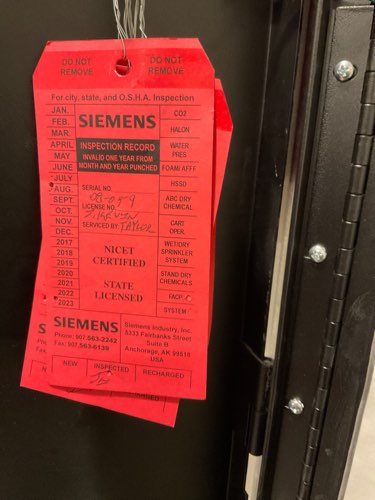 DO NOT REMOVE
DO NOT REMOVE
For city, state, and O.S.H.A. Inspection
JAN.
FEB.
MAR.
APRIL
MAY
JUNE
JULY
AUG.
SEPT.
OCT.
NOV.
DEC.
2017
2018
2019
2020
2021
2022
2023
SIEMENS
INSPECTION RECORD
INVALID ONE YEAR FROM
MONTH AND YEAR PUNCHED
SERIAL NO.
LICENSE NO.
SERVICED BY: TAYLOR
NICET
CERTIFIED
STATE
LICENSED
CO2
HALON
WATER
PRES
FOAM/ AFFF
HSSD
ABC DRY
CHEMICAL
CART
OPER.
WET/DRY
SPRINKLER
SYSTEM
STAND DRY
CHEMICALS
FACP
SYSTEM
SIEMENS
Phone: 907.563-2242
Fax: 907.563-6139
Siemens Industry, Inc.
5333 Fairbanks Street
Suite B
Anchorage, AK 99518
USA
NEW
INSPECTED
RECHARGED